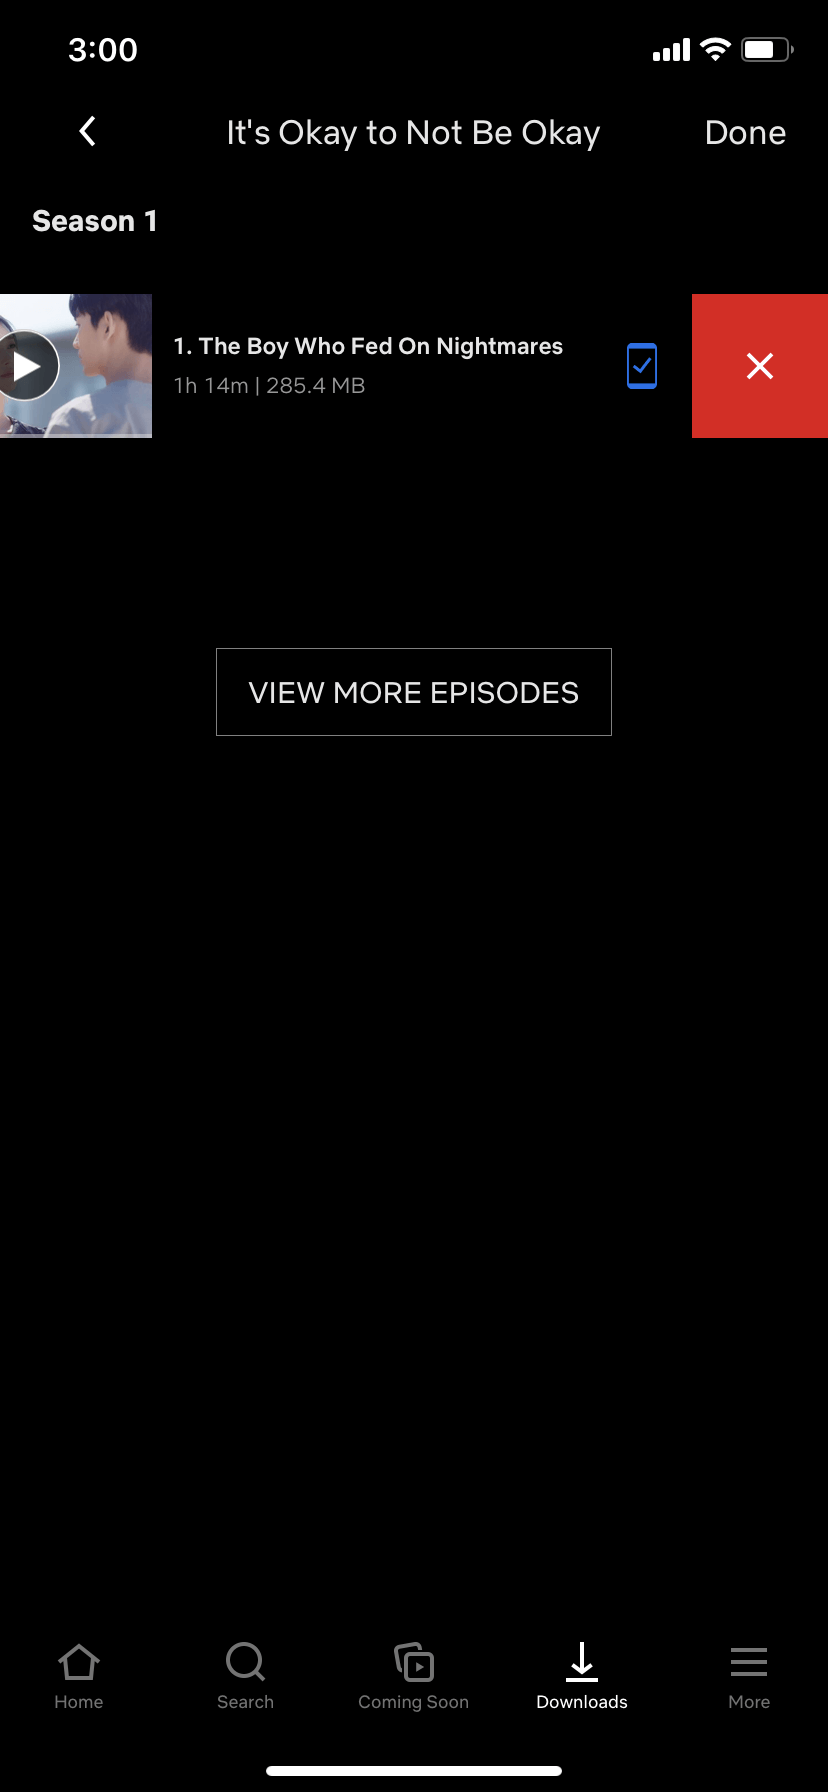 3:00
It's Okay to Not Be Okay
Done
Season 1
1. The Boy Who Fed On Nightmares
1h 14m | 285.4 MB
VIEW MORE EPISODES
Home
Search
Coming Soon
Downloads
More